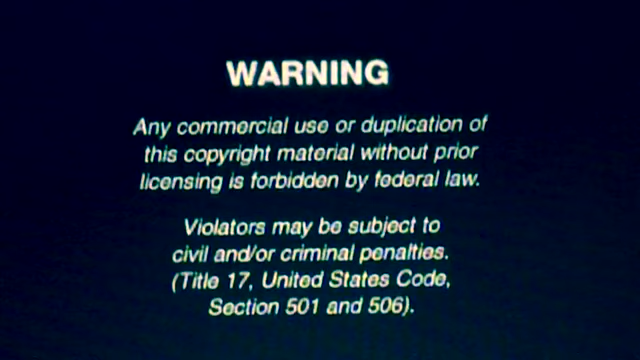 WARNING
Any commercial use or duplication of
this copyright material without prior
licensing is forbidden by federal law.
Violators may be subject to
civil and/or criminal penalties.
(Title 17, United States Code,
Section 501 and 506).